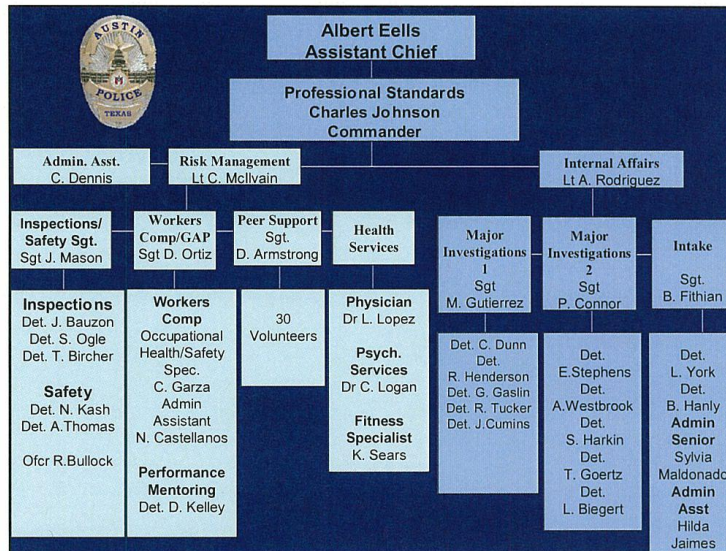 AUSTIN
POLICE
TEXAS
Albert Eells
Assistant Chief
Professional Standards
Charles Johnson
Commander
Admin. Asst.
C. Dennis
Risk Management
Lt C. McIlvain
Internal Affairs
Lt A. Rodriguez
Inspections/
Safety Sgt.
Sgt J. Mason
Workers
Comp/GAP
Sgt D. Ortiz
Peer Support
Sgt.
D. Armstrong
Health
Services
Major
Investigations
1
Sgt
M. Gutierrez
Major
Investigations
2
Sgt
P. Connor
Intake
Sgt.
B. Fithian
Inspections
Det. J. Bauzon
Det. S. Ogle
Det. T. Bircher
Safety
Det. N. Kash
Det. A.Thomas
Ofcr R.Bullock
Workers
Comp
Occupational
Health/Safety
Spec.
C. Garza
Admin
Assistant
N. Castellanos
Performance
Mentoring
Det. D. Kelley
30
Volunteers
Physician
Dr L. Lopez
Psych.
Services
Dr C. Logan
Fitness
Specialist
K. Sears
Det. C. Dunn
Det.
R. Henderson
Det. G. Gaslin
Det. R. Tucker
Det. J.Cumins
Det.
E.Stephens
Det.
A.Westbrook
Det.
S. Harkin
Det.
T. Goertz
Det.
L. Biegert
Det.
L. York
Det.
B. Hanly
Admin
Senior
Sylvia
Maldonado
Admin
Asst
Hilda
Jaimes